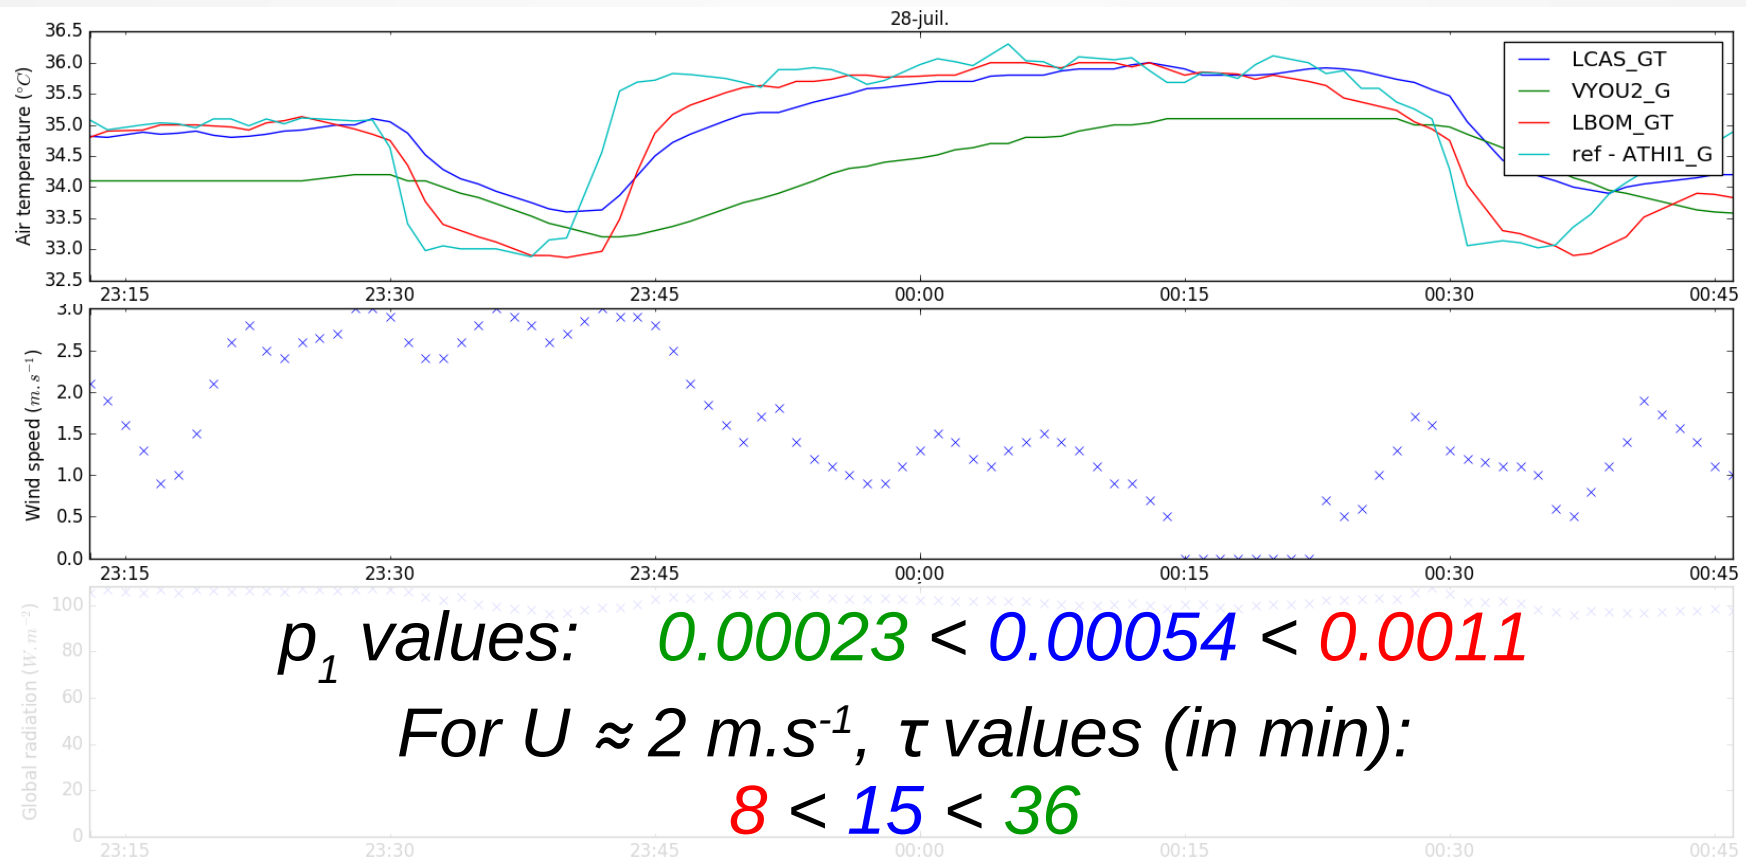 28-juil.
Air temperature (°C)
36.5
36.0
35.5
35.0
34.5
34.0
33.5
33.0
32.5
LCAS_GT
VYOU2_G
LBOM_GT
ref - ATHI1_G
23:15 23:30 23:45 00:00 00:15 00:30 00:45
Wind speed (m.s⁻¹)
3.0
2.5
2.0
1.5
1.0
0.5
0.0
23:15 23:30 23:45 00:00 00:15 00:30 00:45
Global radiation (W.m⁻²)
100
80
60
40
20
0
p₁ values: 0.00023 < 0.00054 < 0.0011
For U ≈ 2 m.s⁻¹, τ values (in min):
8 < 15 < 36
23:15 23:30 23:45 00:00 00:15 00:30 00:45